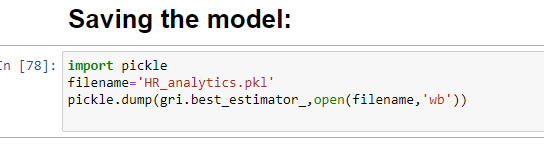 Saving the model:
In [78]: import pickle
filename='HR_analytics.pkl'
pickle.dump(gri.best_estimator_,open(filename,'wb'))